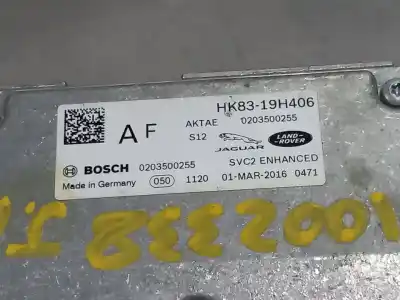 HK83-19H406
AF AKTAE 0203500255
S12 JAGUAR LAND-ROVER
BOSCH 0203500255 SVC2 ENHANCED
Made in Germany 050 1120 01-MAR-2016 0471